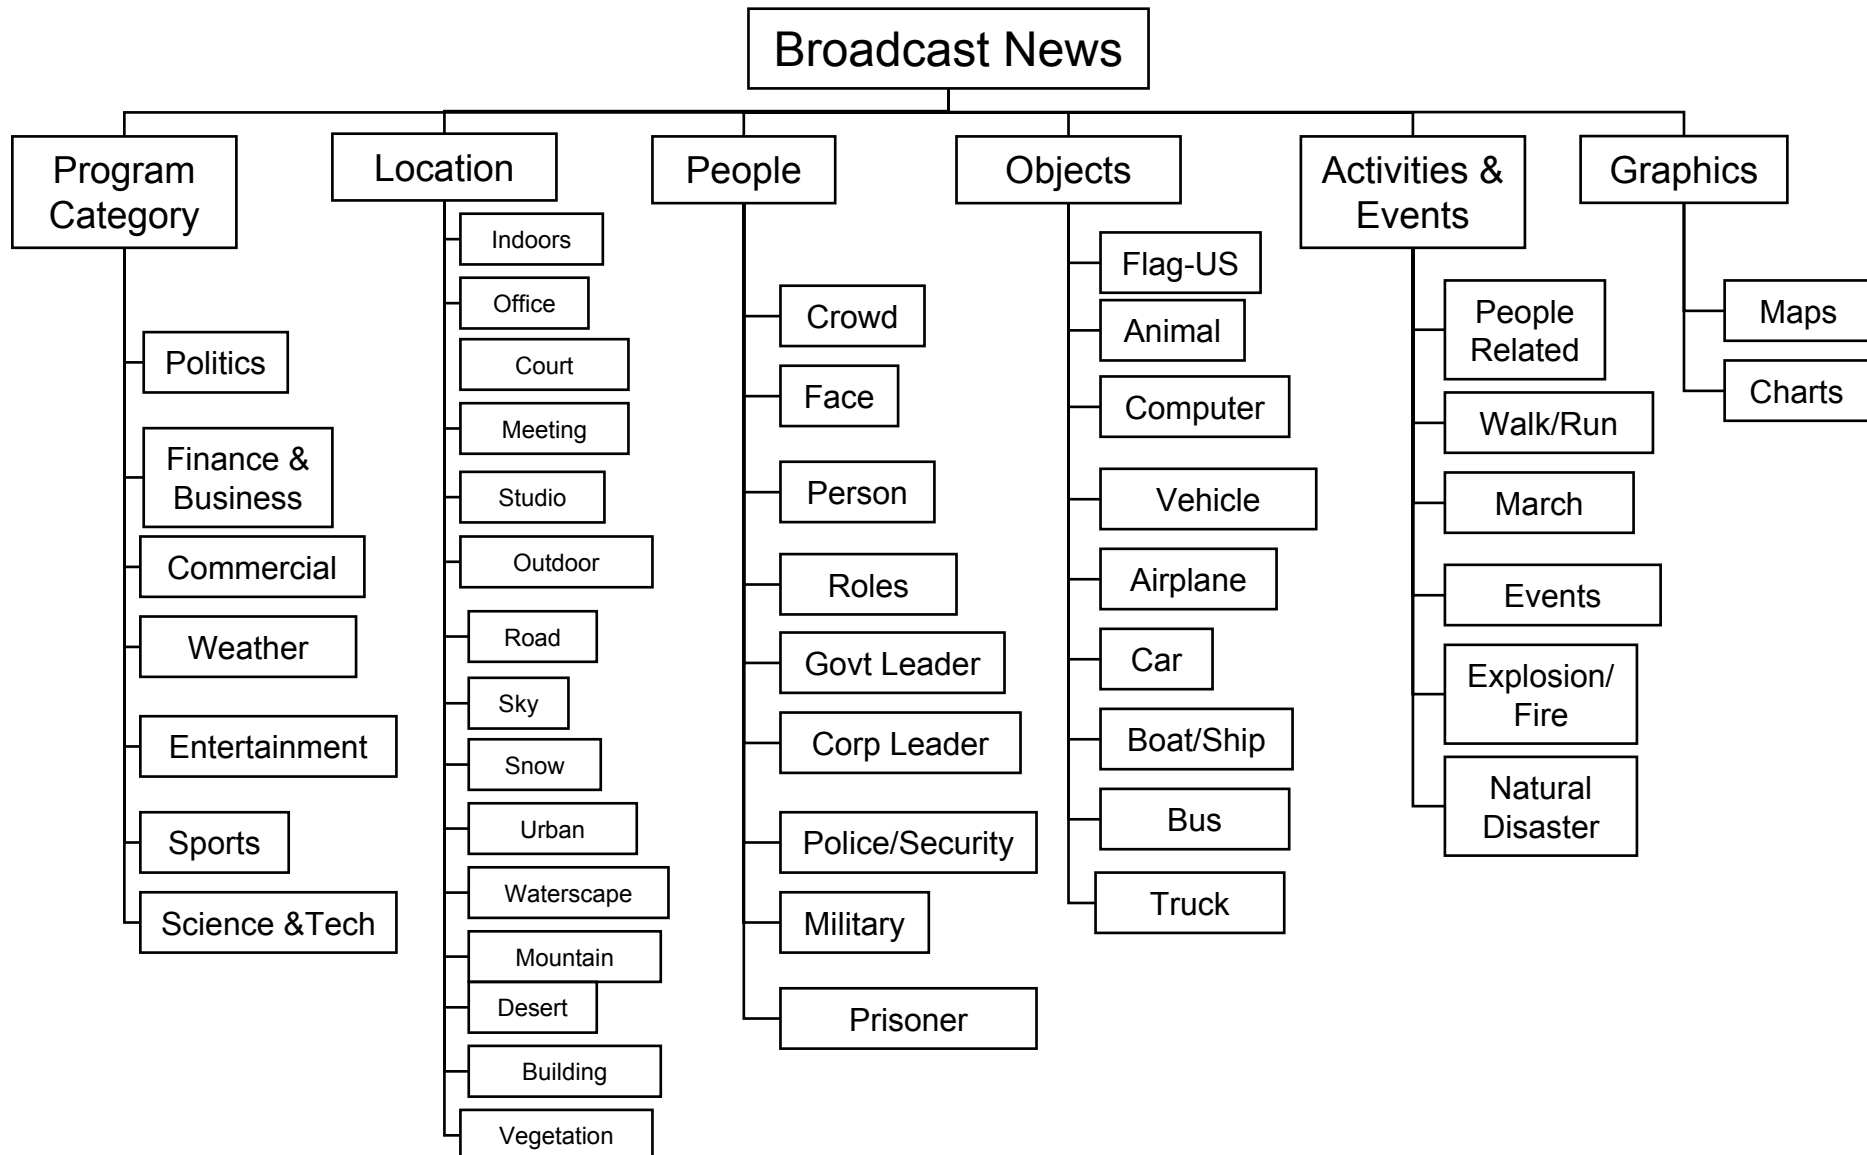 Broadcast News
Program
Category
Location
People
Objects
Activities &
Events
Graphics
Politics
Finance &
Business
Commercial
Weather
Entertainment
Sports
Science &Tech
Indoors
Office
Court
Meeting
Studio
Outdoor
Road
Sky
Snow
Urban
Waterscape
Mountain
Desert
Building
Vegetation
Crowd
Face
Person
Roles
Govt Leader
Corp Leader
Police/Security
Military
Prisoner
Flag-US
Animal
Computer
Vehicle
Airplane
Car
Boat/Ship
Bus
Truck
People
Related
Walk/Run
March
Events
Explosion/
Fire
Natural
Disaster
Maps
Charts